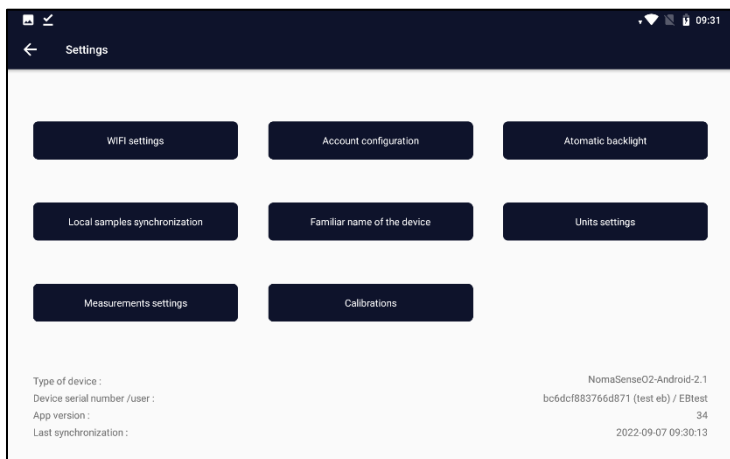 09:31
Settings
WIFI settings
Account configuration
Atomatic backlight
Local samples synchronization
Familiar name of the device
Units settings
Measurements settings
Calibrations
Type of device : NomaSenseO2-Android-2.1
Device serial number /user : bc6dcf883766d871 (test eb) / EBtest
App version : 34
Last synchronization : 2022-09-07 09:30:13